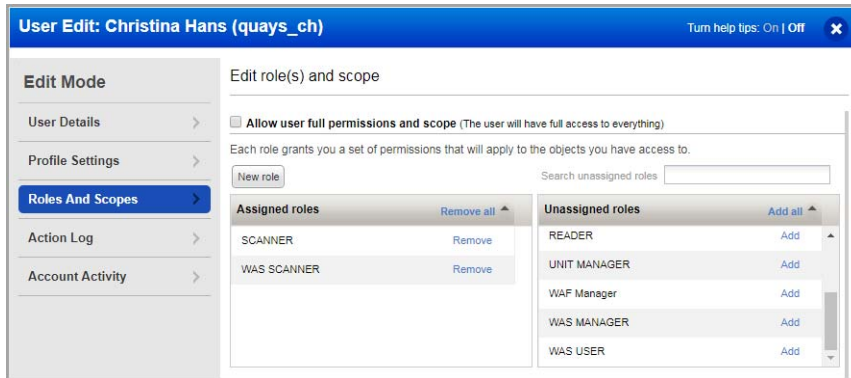 User Edit: Christina Hans (quays_ch)
Turn help tips: On | Off
Edit Mode
User Details
Profile Settings
Roles And Scopes
Action Log
Account Activity
Edit role(s) and scope
Allow user full permissions and scope (The user will have full access to everything)
Each role grants you a set of permissions that will apply to the objects you have access to.
New role
Search unassigned roles
Assigned roles Remove all
SCANNER Remove
WAS SCANNER Remove
Unassigned roles Add all
READER Add
UNIT MANAGER Add
WAF Manager Add
WAS MANAGER Add
WAS USER Add